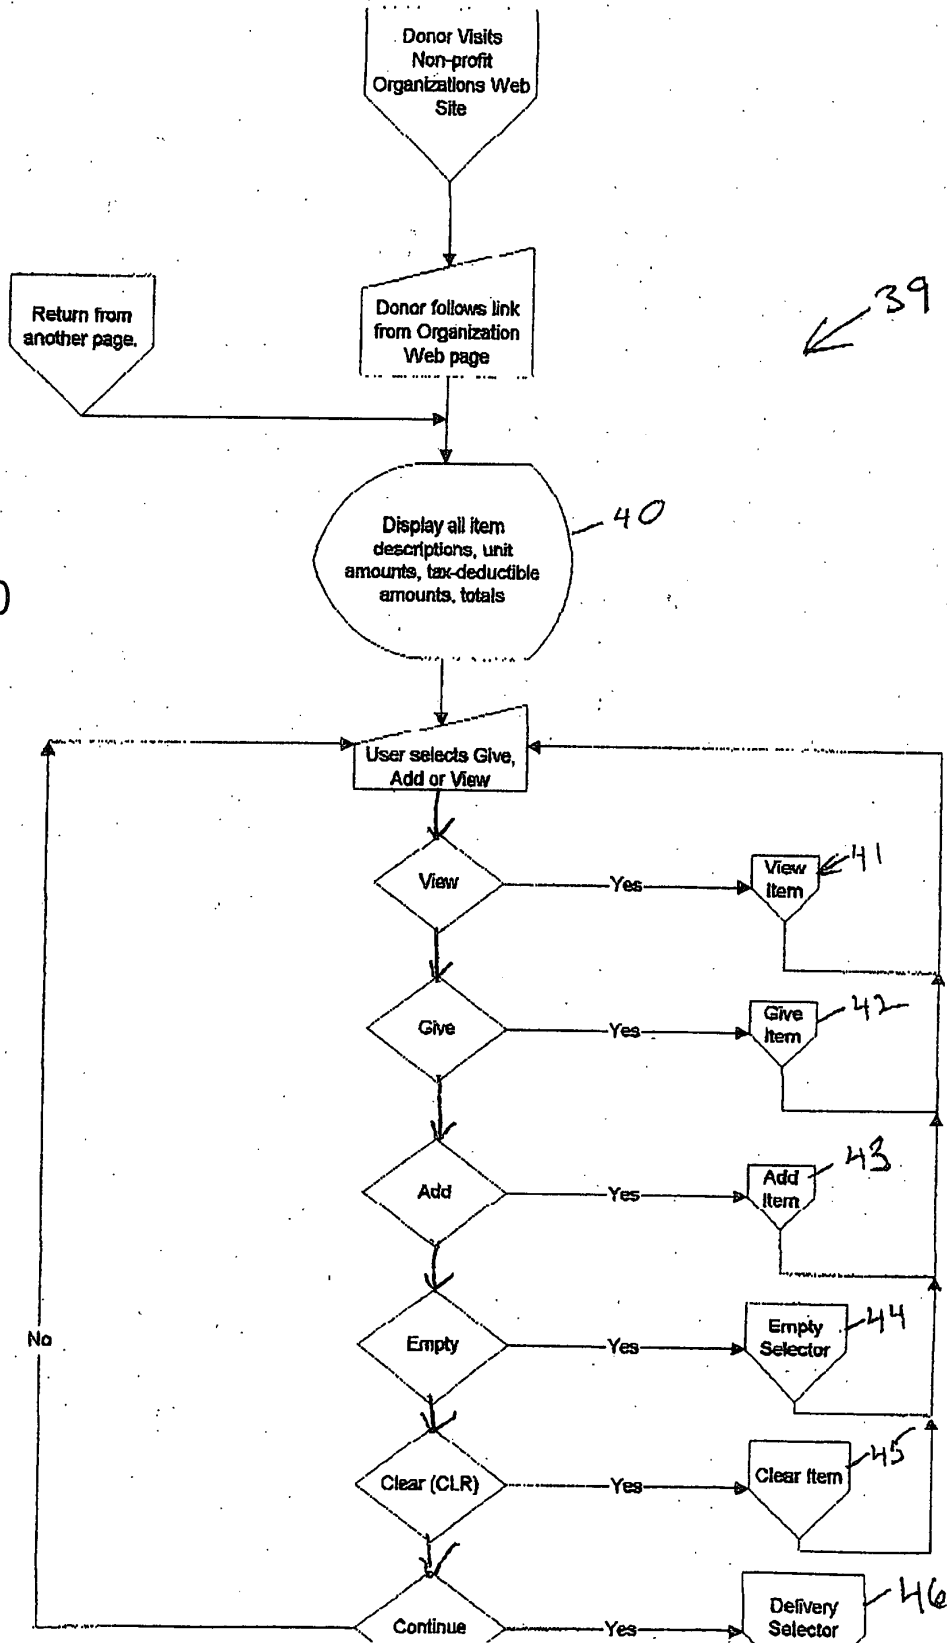 Donor Visits
Non-profit
Organizations Web
Site
39
Return from
another page.
Donor follows link
from Organization
Web page
40
Display all item
descriptions, unit
amounts, tax-deductible
amounts, totals
User selects Give,
Add or View
View
Yes
View
Item
41
Give
Yes
Give
Item
42
Add
Yes
Add
Item
43
No
Empty
Yes
Empty
Selector
44
Clear (CLR)
Yes
Clear Item
45
Continue
Yes
Delivery
Selector
46